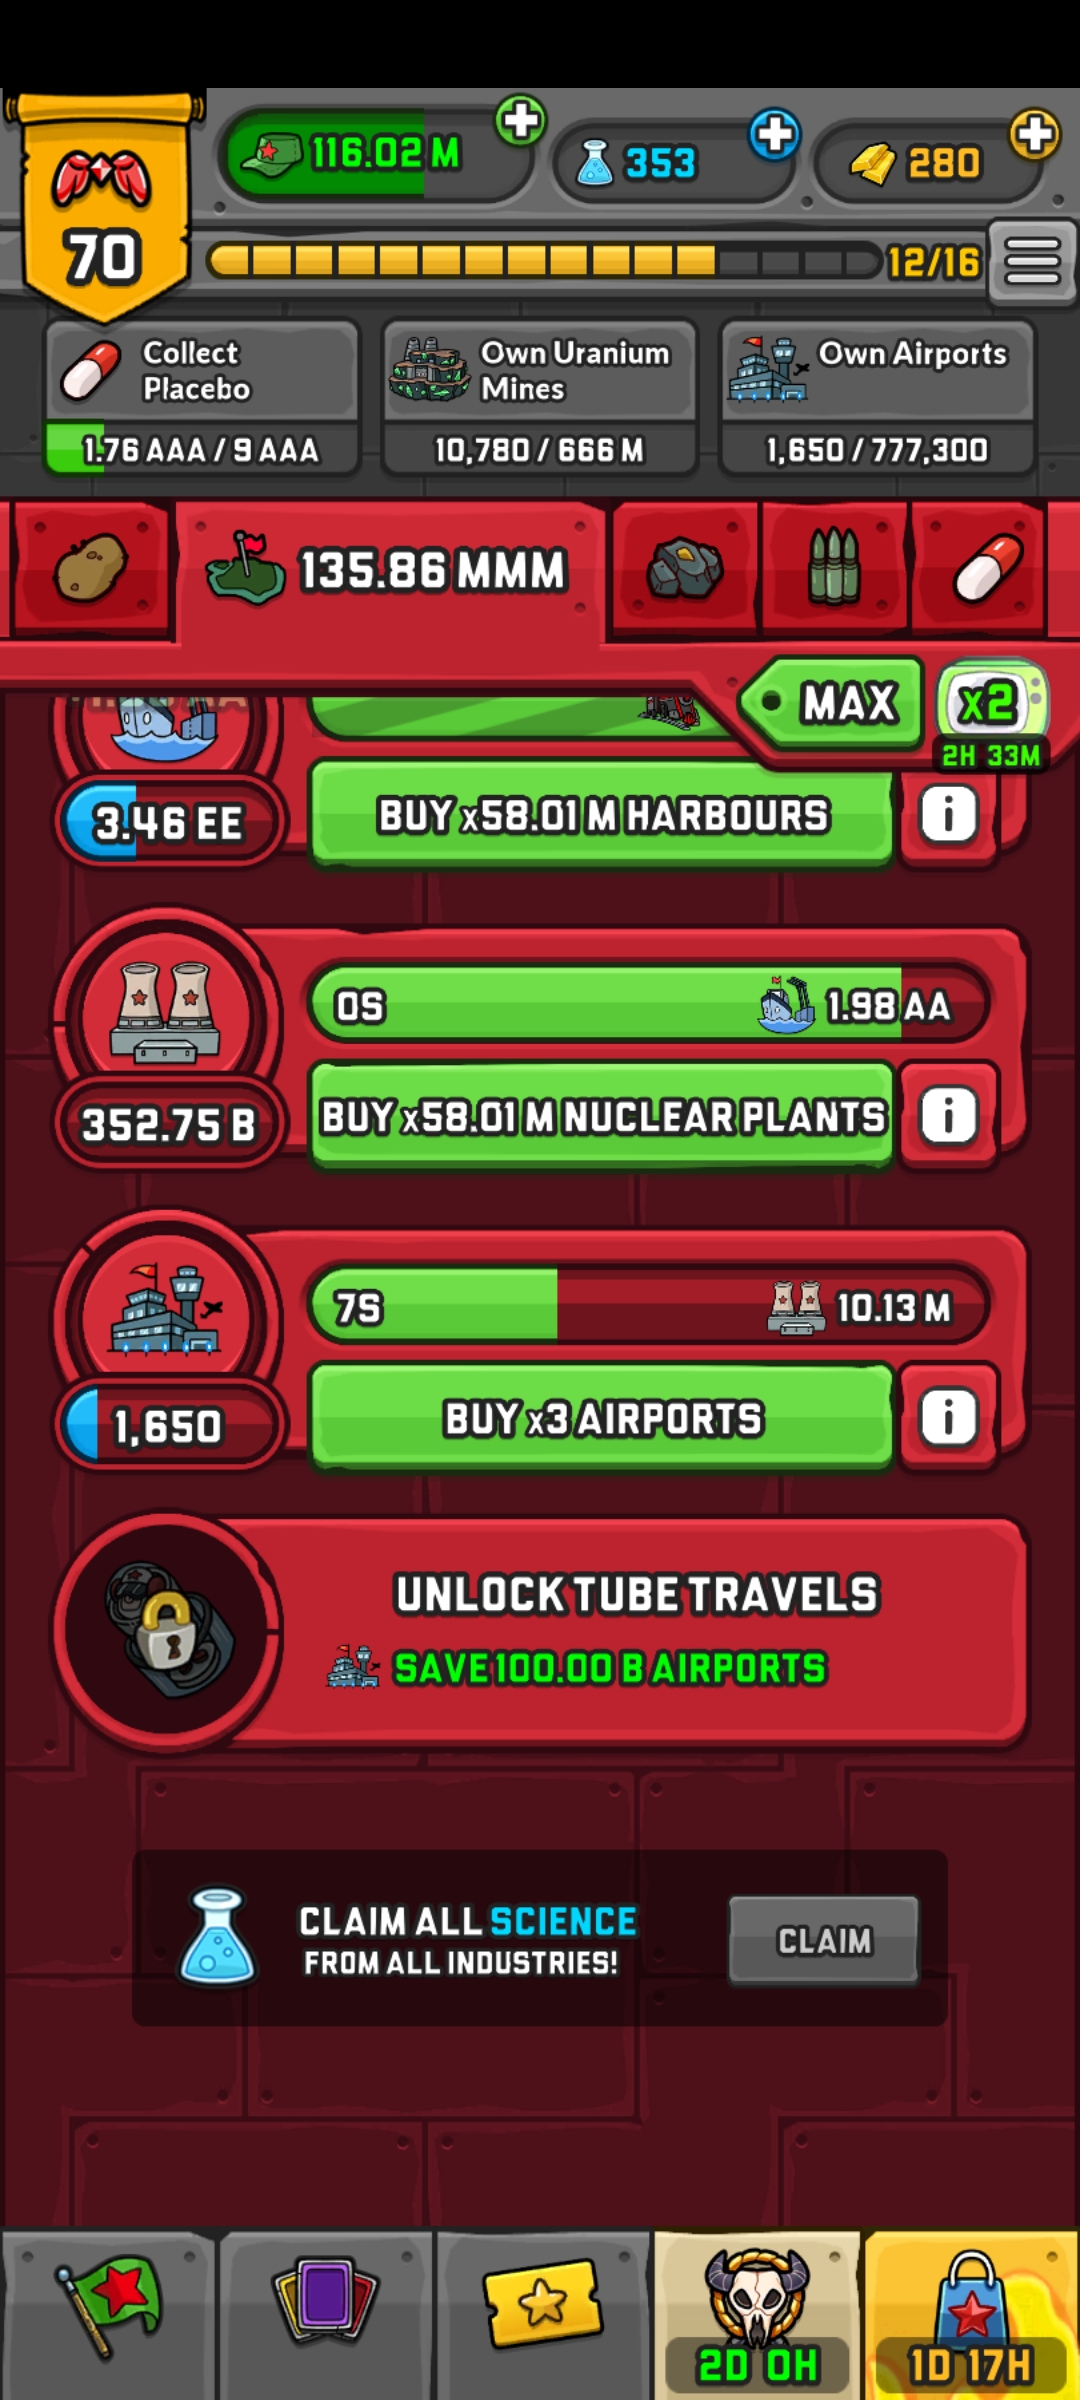 116.02 M
353
280
70
12/16
Collect
Placebo
1.76 AAA / 9 AAA
Own Uranium
Mines
10,780 / 666 M
Own Airports
1,650 / 777,300
135.86 MMM
MAX
x2
2H 33M
3.46 EE
BUY x58.01 M HARBOURS
i
0S
1.98 AA
352.75 B
BUY x58.01 M NUCLEAR PLANTS
i
7S
10.13 M
1,650
BUY x3 AIRPORTS
i
UNLOCK TUBE TRAVELS
SAVE 100.00 B AIRPORTS
CLAIM ALL SCIENCE
FROM ALL INDUSTRIES!
CLAIM
2D 0H
1D 17H